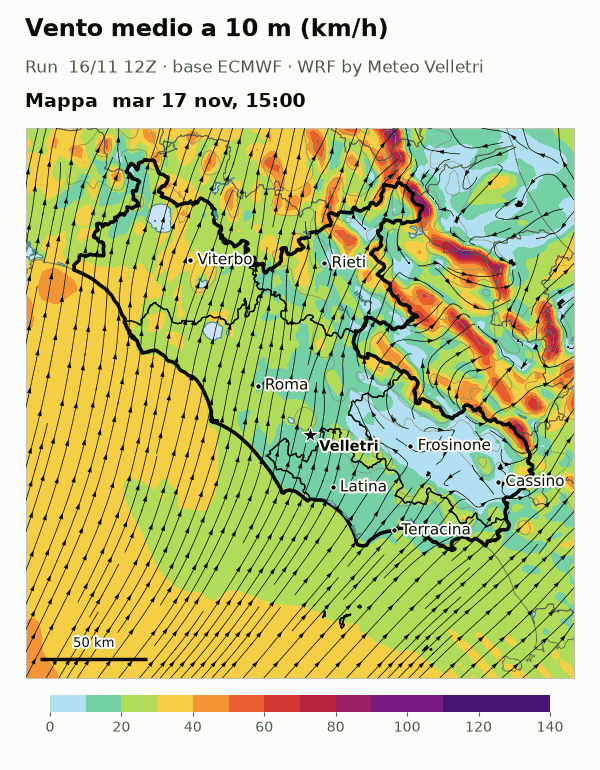 Vento medio a 10 m (km/h)
Run  16/11 12Z · base ECMWF · WRF by Meteo Velletri
Mappa  mar 17 nov, 15:00
Viterbo
Rieti
Roma
Velletri
Frosinone
Latina
Cassino
Terracina
50 km
0 20 40 60 80 100 120 140